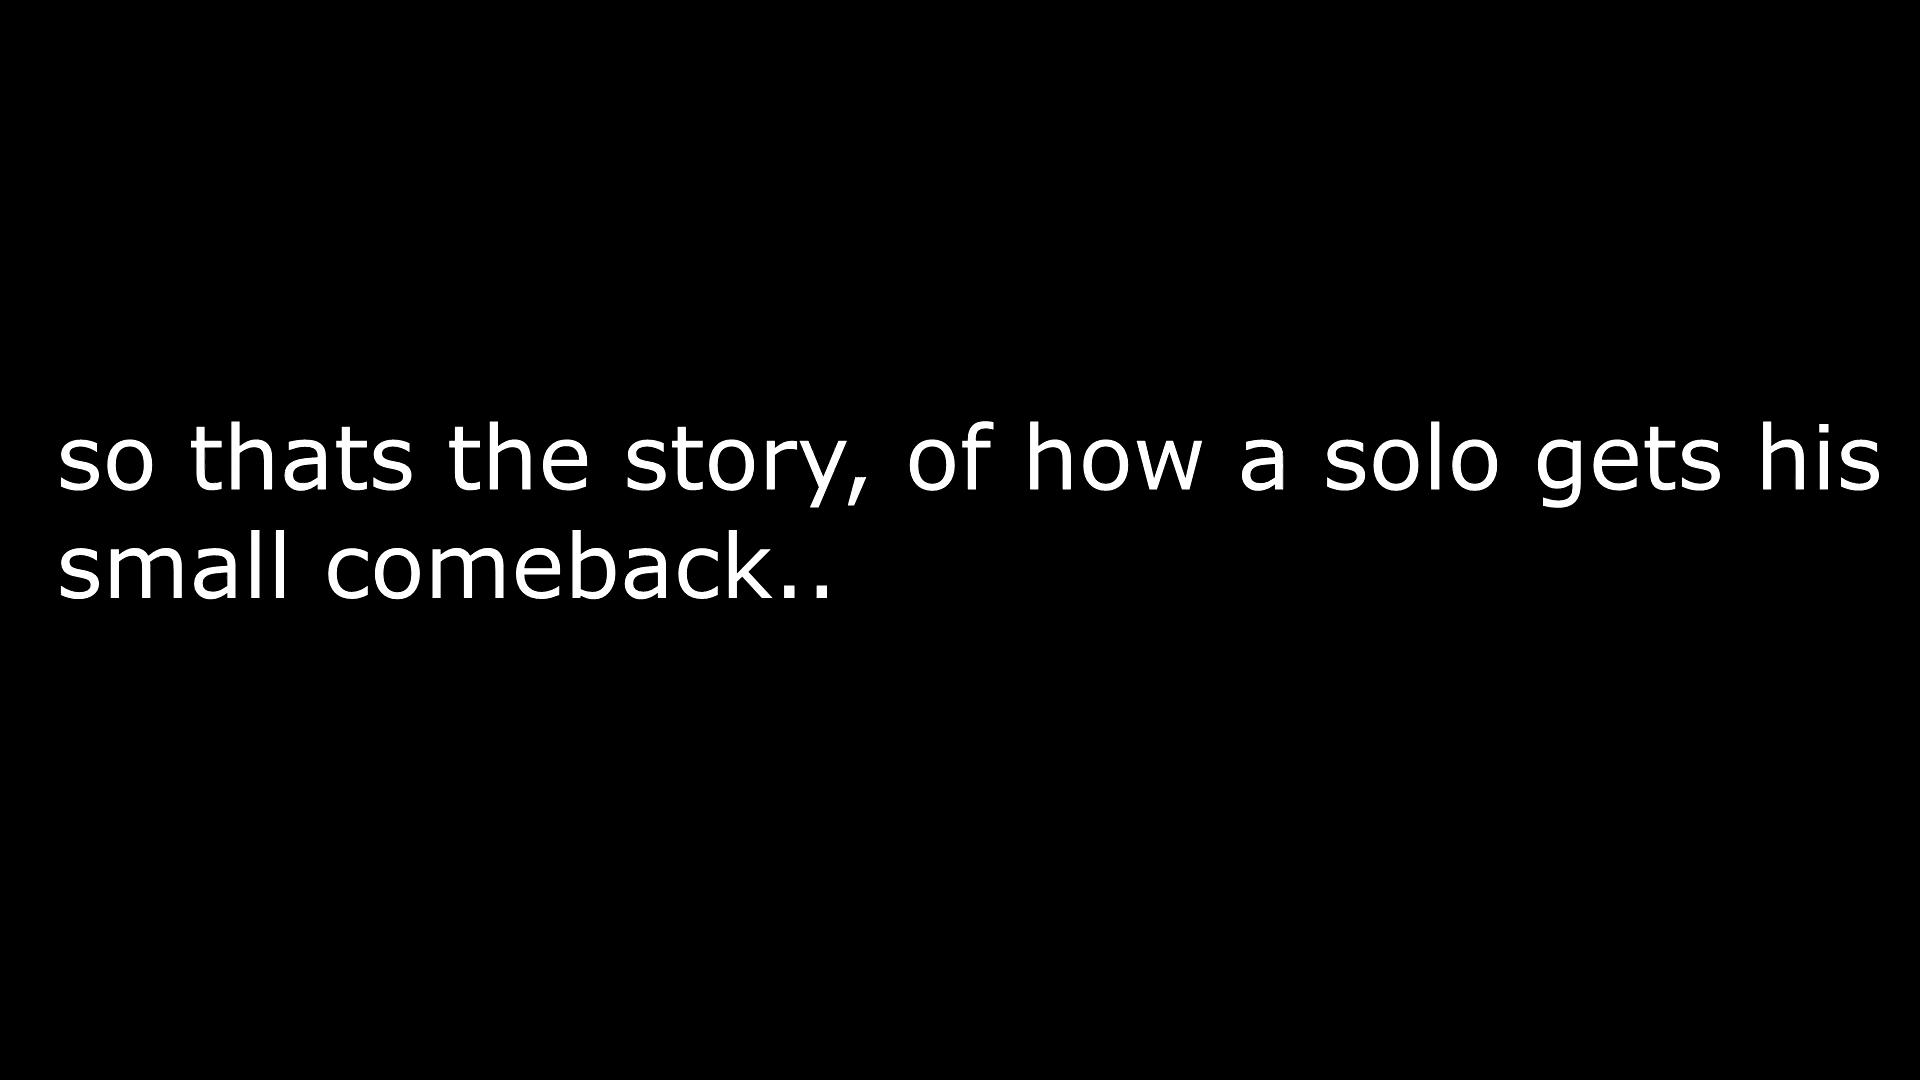 so thats the story, of how a solo gets his
small comeback..